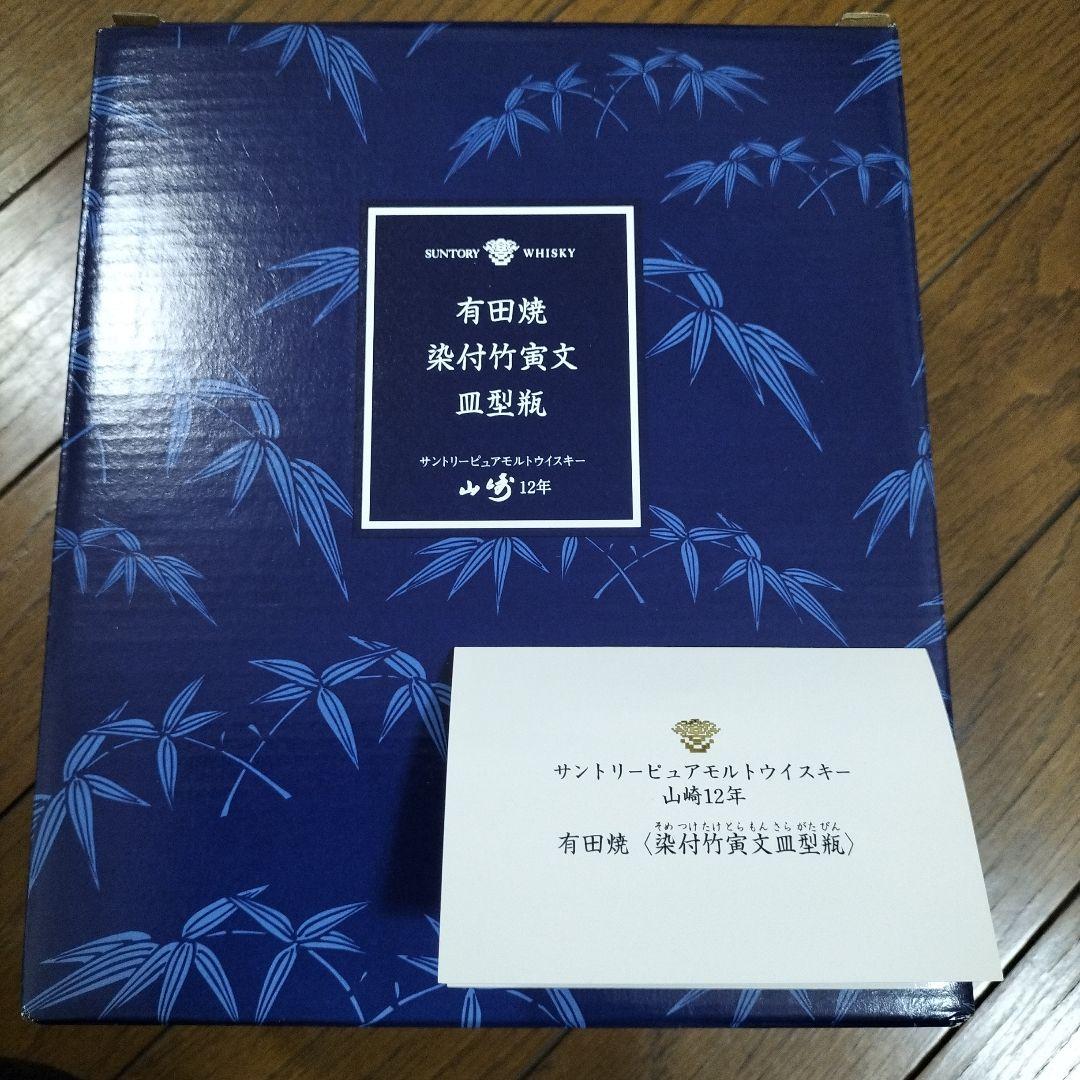 SUNTORY WHISKY
有田焼
染付竹寅文
皿型瓶
サントリーピュアモルトウイスキー
山崎 12年
サントリーピュアモルトウイスキー
山崎12年
そめ つけ たけ とら もん さら がた びん
有田焼〈染付竹寅文皿型瓶〉